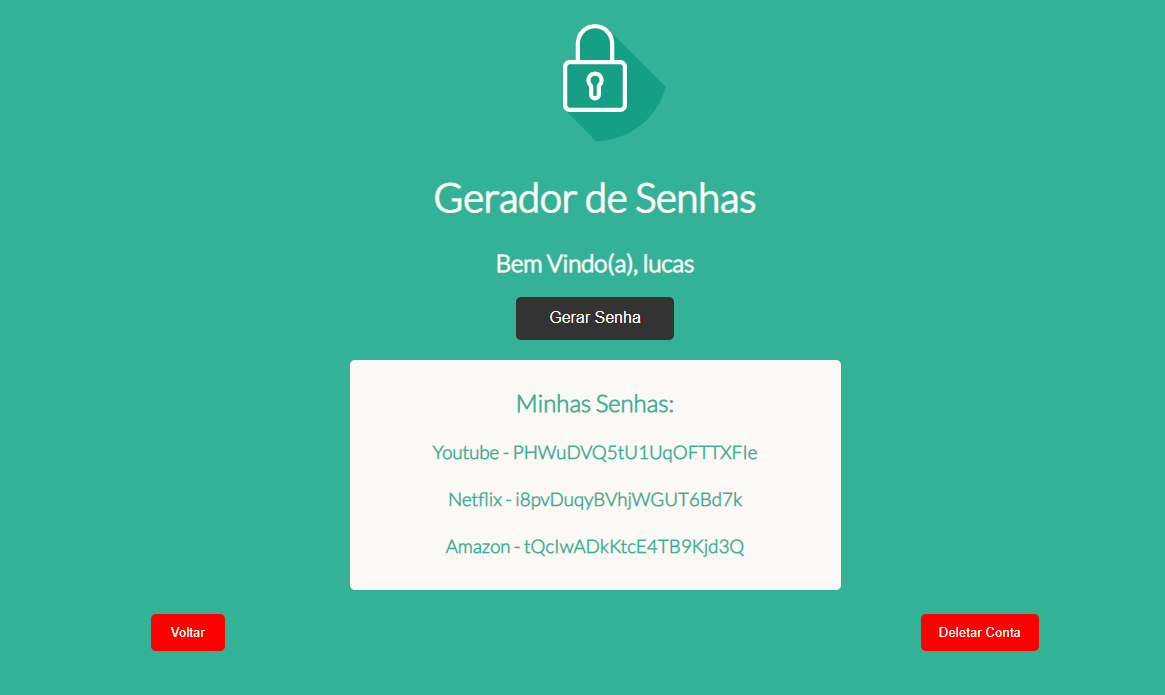 Gerador de Senhas
Bem Vindo(a), lucas
Gerar Senha
Minhas Senhas:
Youtube - PHWuDVQ5tU1UqOFTTXFIe
Netflix - i8pvDuqyBVhjWGUT6Bd7k
Amazon - tQcIwADkKtcE4TB9Kjd3Q
Voltar
Deletar Conta